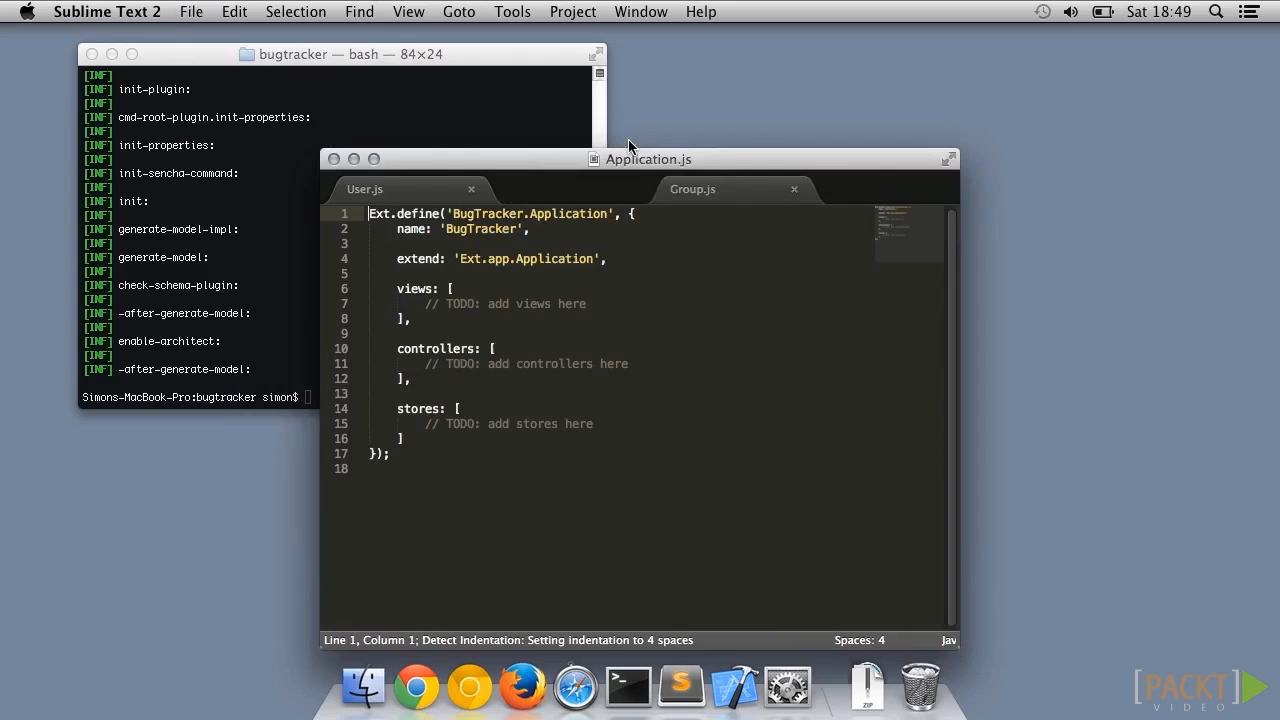 Sublime Text 2 File Edit Selection Find View Goto Tools Project Window Help Sat 18:49
bugtracker — bash — 84×24
[INF]
[INF] init-plugin:
[INF]
[INF] cmd-root-plugin.init-properties:
[INF]
[INF] init-properties:
[INF]
[INF] init-sencha-command:
[INF]
[INF] init:
[INF]
[INF] generate-model-impl:
[INF]
[INF] generate-model:
[INF]
[INF] check-schema-plugin:
[INF]
[INF] -after-generate-model:
[INF]
[INF] enable-architect:
[INF]
[INF] -after-generate-model:
Simons-MacBook-Pro:bugtracker simon$
Application.js
User.js × Group.js ×
1 Ext.define('BugTracker.Application', {
2 name: 'BugTracker',
3
4 extend: 'Ext.app.Application',
5
6 views: [
7 // TODO: add views here
8 ],
9
10 controllers: [
11 // TODO: add controllers here
12 ],
13
14 stores: [
15 // TODO: add stores here
16 ]
17 });
18
Line 1, Column 1; Detect Indentation: Setting indentation to 4 spaces Spaces: 4 Jav
>_
S
ZIP
[PACKT]
VIDEO